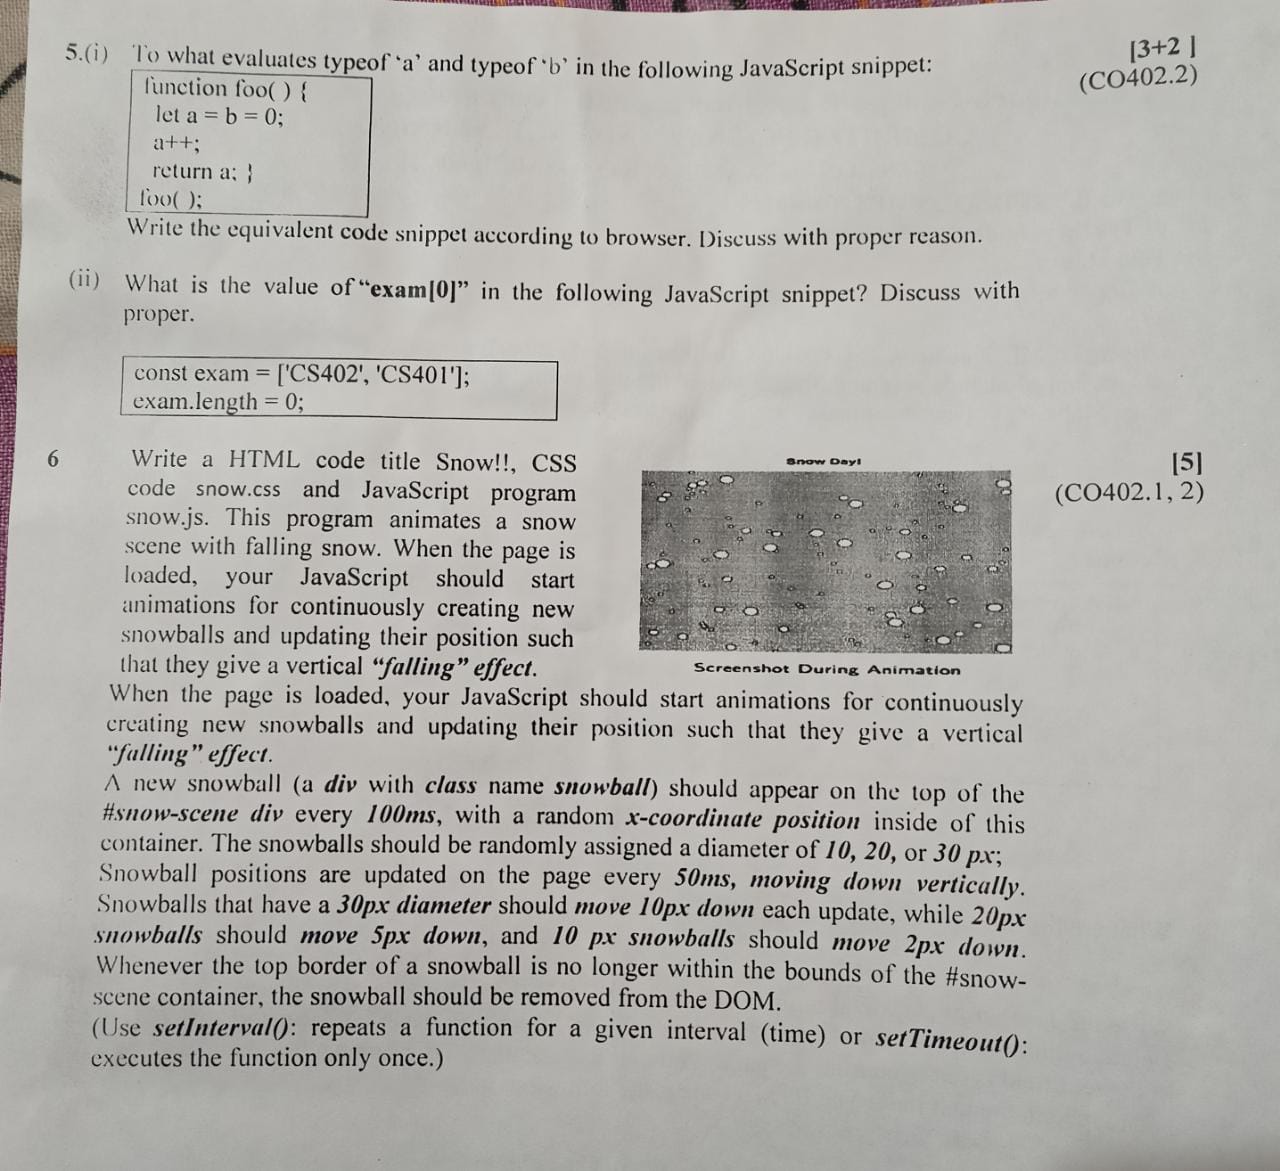 5.(i) To what evaluates typeof ‘a’ and typeof ‘b’ in the following JavaScript snippet: [3+2 ]
(CO402.2)
function foo( ) {
let a = b = 0;
a++;
return a; }
foo( );
Write the equivalent code snippet according to browser. Discuss with proper reason.
(ii) What is the value of “exam[0]” in the following JavaScript snippet? Discuss with
proper.
const exam = ['CS402', 'CS401'];
exam.length = 0;
6 Write a HTML code title Snow!!, CSS [5]
code snow.css and JavaScript program (CO402.1, 2)
snow.js. This program animates a snow
scene with falling snow. When the page is
loaded, your JavaScript should start
animations for continuously creating new
snowballs and updating their position such
that they give a vertical “falling” effect.
Snow Day!
Screenshot During Animation
When the page is loaded, your JavaScript should start animations for continuously
creating new snowballs and updating their position such that they give a vertical
“falling” effect.
A new snowball (a div with class name snowball) should appear on the top of the
#snow-scene div every 100ms, with a random x-coordinate position inside of this
container. The snowballs should be randomly assigned a diameter of 10, 20, or 30 px;
Snowball positions are updated on the page every 50ms, moving down vertically.
Snowballs that have a 30px diameter should move 10px down each update, while 20px
snowballs should move 5px down, and 10 px snowballs should move 2px down.
Whenever the top border of a snowball is no longer within the bounds of the #snow-
scene container, the snowball should be removed from the DOM.
(Use setInterval(): repeats a function for a given interval (time) or setTimeout():
executes the function only once.)